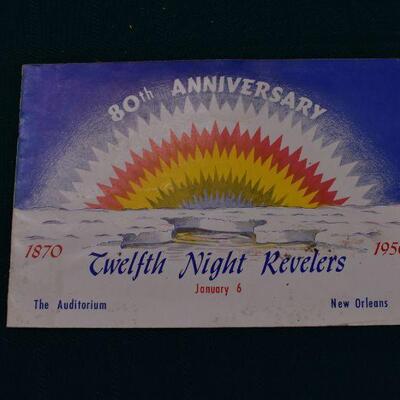 80th ANNIVERSARY
1870 1950
Twelfth Night Revelers
January 6
The Auditorium New Orleans